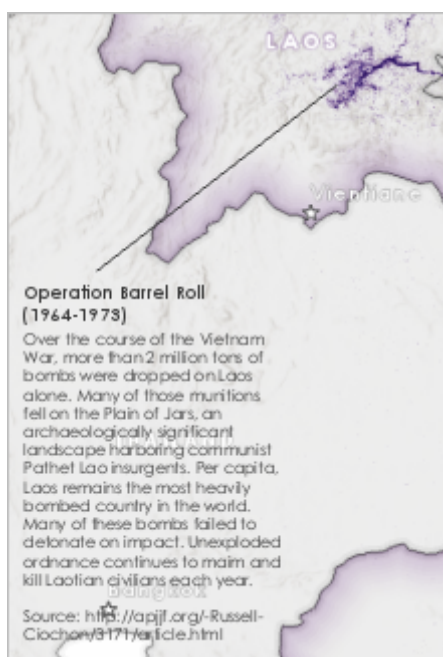 LAOS
Vientiane
Operation Barrel Roll
(1964-1973)
Over the course of the Vietnam
War, more than 2 million tons of
bombs were dropped on Laos
alone. Many of those munitions
fell on the Plain of Jars, an
archaeologically significant
landscape harboring communist
Pathet Lao insurgents. Per capita,
Laos remains the most heavily
bombed country in the world.
Many of these bombs failed to
detonate on impact. Unexploded
ordnance continues to maim and
kill Laotian civilians each year.
Bangkok
Source: http://apjjf.org/-Russell-
Ciochon/3171/article.html